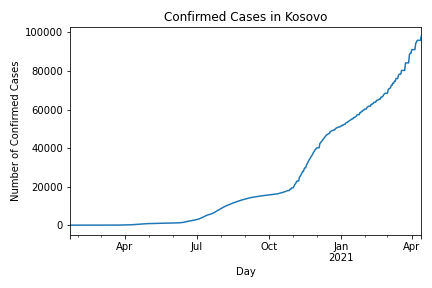 Confirmed Cases in Kosovo
100000
80000
60000
40000
20000
0
Number of Confirmed Cases
Apr
Jul
Oct
Jan
2021
Apr
Day